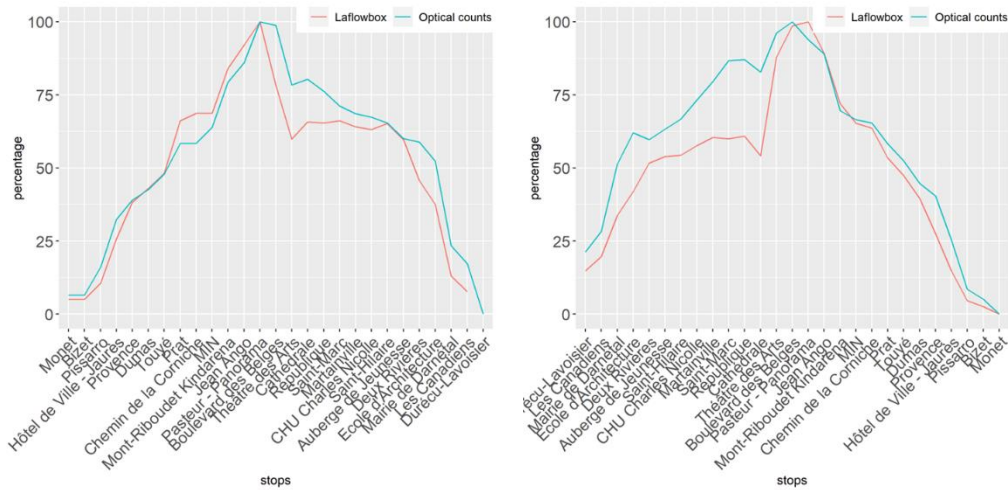 Laflowbox
Optical counts
percentage
100
75
50
25
0
Monet
Bizet
Pissarro
Hôtel de Ville - Jaurès
Provence
Dumas
Touvé
Prat
Chemin de la Corniche
MIN
Mont-Riboudet Kindarena
Jean Ango
Pasteur - Panorama
Boulevard des Belges
Théâtre des Arts
Cathédrale
République
Saint-Marc
Martainville
CHU Charles Nicolle
Saint-Hilaire
Auberge de Jeunesse
Deux Rivières
Ecole d'Architecture
Mairie de Darnétal
Les Canadiens
Durécu-Lavoisier
stops
Laflowbox
Optical counts
percentage
100
75
50
25
0
écu-Lavoisier
Les Canadiens
Mairie de Darnétal
Ecole d'Architecture
Deux Rivières
Auberge de Jeunesse
Saint-Hilaire
CHU Charles Nicolle
Martainville
Saint-Marc
République
Cathédrale
Théâtre des Arts
Boulevard des Belges
Pasteur - Panorama
Jean Ango
Mont-Riboudet Kindarena
MIN
Chemin de la Corniche
Prat
Touvé
Dumas
Provence
Hôtel de Ville - Jaurès
Pissarro
Bizet
Monet
stops